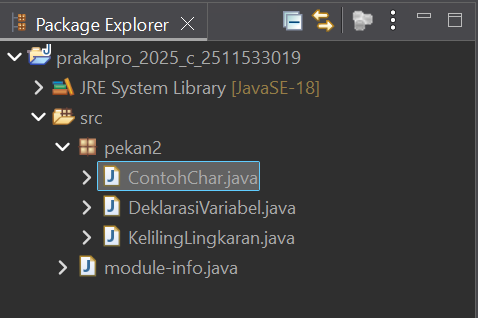 Package Explorer
prakalpro_2025_c_2511533019
JRE System Library [JavaSE-18]
src
pekan2
ContohChar.java
DeklarasiVariabel.java
KelilingLingkaran.java
module-info.java